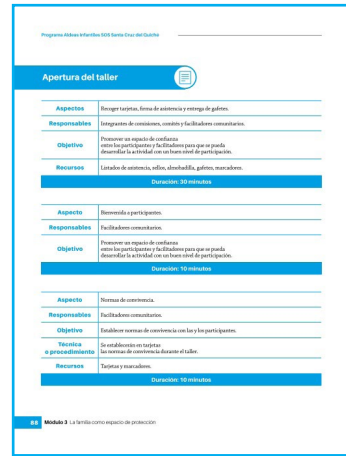 Programa Aldeas Infantiles SOS Santa Cruz del Quiché
Apertura del taller
Aspectos Recoger tarjetas, firma de asistencia y entrega de gafetes.
Responsables Integrantes de comisiones, comités y facilitadores comunitarios.
Objetivo Promover un espacio de confianza
entre los participantes y facilitadores para que se pueda
desarrollar la actividad con un buen nivel de participación.
Recursos Listados de asistencia, sellos, almohadilla, gafetes, marcadores.
Duración: 30 minutos
Aspecto Bienvenida a participantes.
Responsables Facilitadores comunitarios.
Objetivo Promover un espacio de confianza
entre los participantes y facilitadores para que se pueda
desarrollar la actividad con un buen nivel de participación.
Duración: 10 minutos
Aspecto Normas de convivencia.
Responsables Facilitadores comunitarios.
Objetivo Establecer normas de convivencia con las y los participantes.
Técnica
o procedimiento Se establecerán en tarjetas
las normas de convivencia durante el taller.
Recursos Tarjetas y marcadores.
Duración: 10 minutos
88 Módulo 3 La familia como espacio de protección